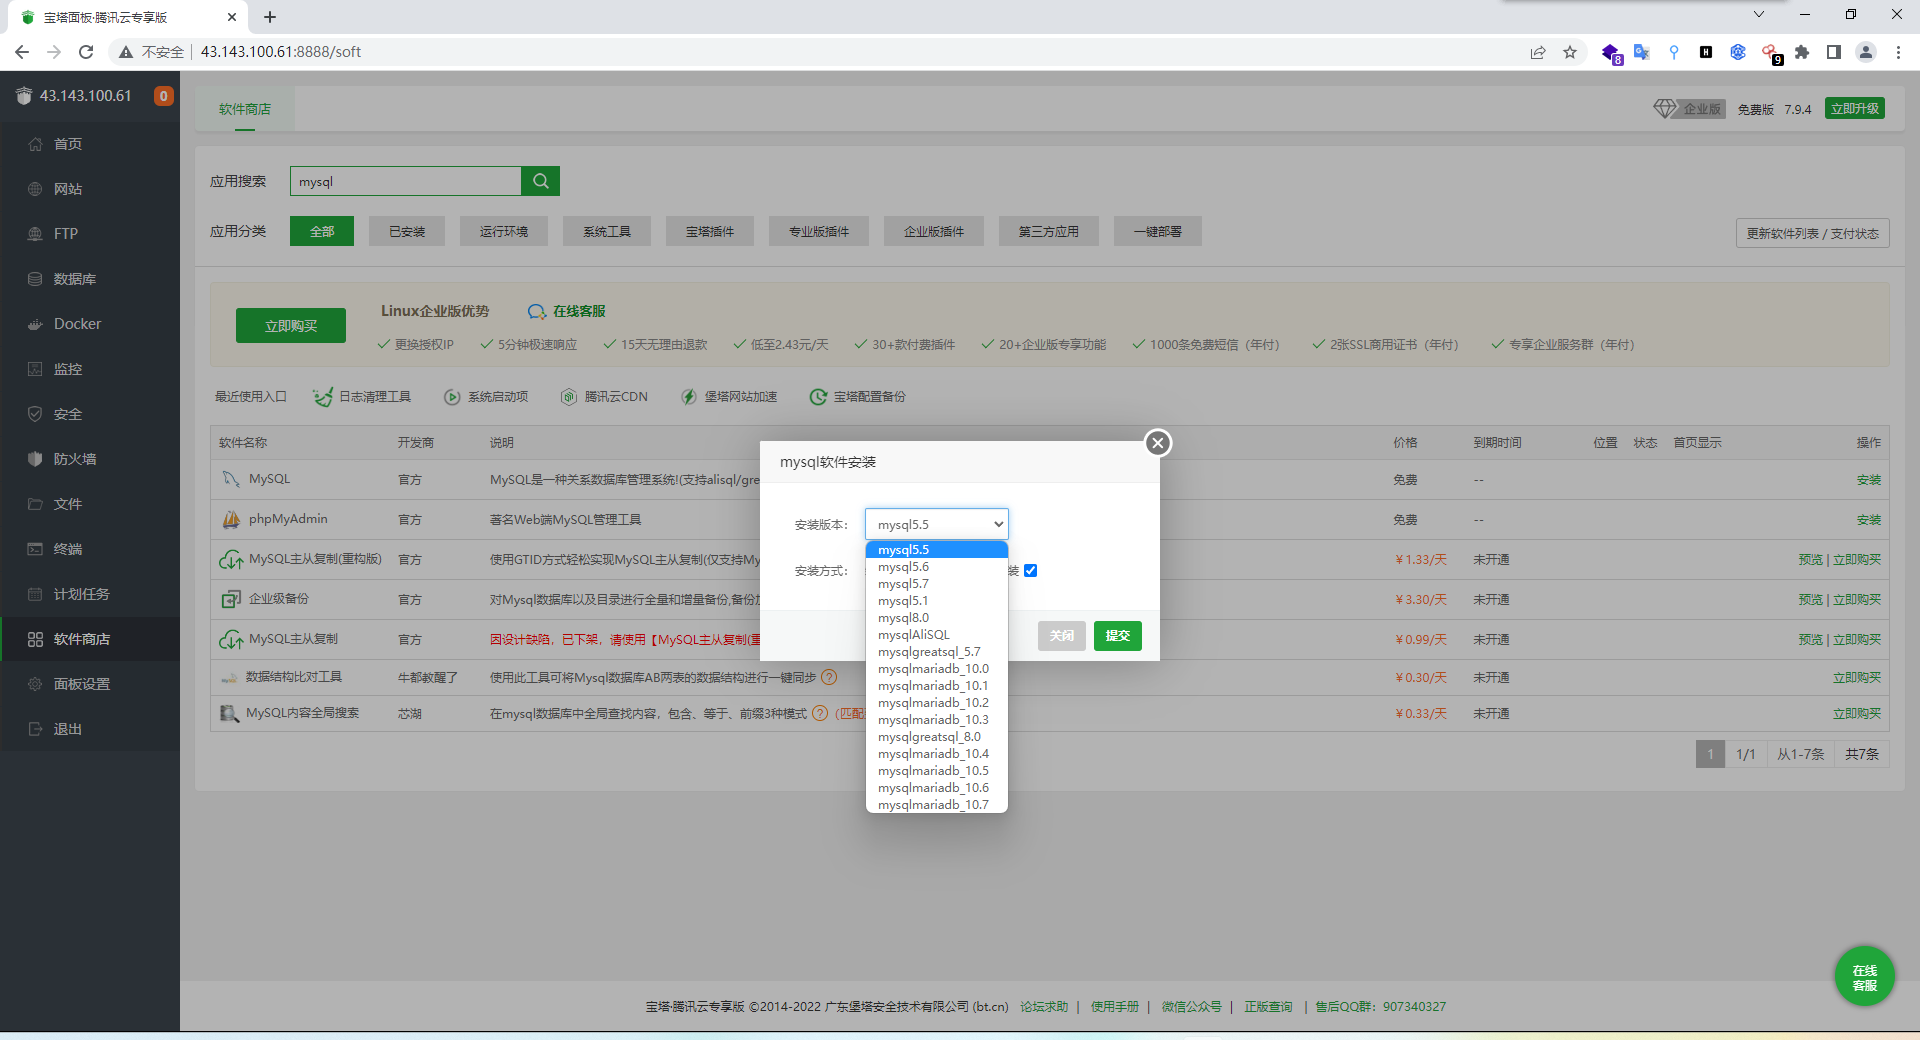 宝塔面板·腾讯云专享版
不安全 43.143.100.61:8888/soft
8
9
43.143.100.61 0
首页
网站
FTP
数据库
Docker
监控
安全
防火墙
文件
终端
计划任务
软件商店
面板设置
退出
软件商店
企业版 免费版 7.9.4 立即升级
应用搜索 mysql
应用分类 全部 已安装 运行环境 系统工具 宝塔插件 专业版插件 企业版插件 第三方应用 一键部署
更新软件列表 / 支付状态
立即购买 Linux企业版优势 在线客服
更换授权IP 5分钟极速响应 15天无理由退款 低至2.43元/天 30+款付费插件 20+企业版专享功能 1000条免费短信（年付） 2张SSL商用证书（年付） 专享企业服务群（年付）
最近使用入口 日志清理工具 系统启动项 腾讯云CDN 堡塔网站加速 宝塔配置备份
软件名称 开发商 说明 价格 到期时间 位置 状态 首页显示 操作
MySQL 官方 MySQL是一种关系数据库管理系统!(支持alisql/gre 免费 -- 安装
phpMyAdmin 官方 著名Web端MySQL管理工具 免费 -- 安装
MySQL主从复制(重构版) 官方 使用GTID方式轻松实现MySQL主从复制(仅支持My ￥1.33/天 未开通 预览 | 立即购买
企业级备份 官方 对Mysql数据库以及目录进行全量和增量备份,备份 ￥3.30/天 未开通 预览 | 立即购买
MySQL主从复制 官方 因设计缺陷，已下架，请使用【MySQL主从复制(重 ￥0.99/天 未开通 预览 | 立即购买
数据结构比对工具 牛都教醒了 使用此工具可将Mysql数据库AB两表的数据结构进行一键同步 ? ￥0.30/天 未开通 立即购买
MySQL内容全局搜索 芯湖 在mysql数据库中全局查找内容，包含、等于、前缀3种模式 ? （匹配 ￥0.33/天 未开通 立即购买
1 1/1 从1-7条 共7条
mysql软件安装
安装版本： mysql5.5
安装方式： 装
mysql5.5
mysql5.6
mysql5.7
mysql5.1
mysql8.0
mysqlAliSQL
mysqlgreatsql_5.7
mysqlmariadb_10.0
mysqlmariadb_10.1
mysqlmariadb_10.2
mysqlmariadb_10.3
mysqlgreatsql_8.0
mysqlmariadb_10.4
mysqlmariadb_10.5
mysqlmariadb_10.6
mysqlmariadb_10.7
关闭 提交
在线
客服
宝塔·腾讯云专享版 ©2014-2022 广东堡塔安全技术有限公司 (bt.cn) 论坛求助 | 使用手册 | 微信公众号 | 正版查询 | 售后QQ群：907340327